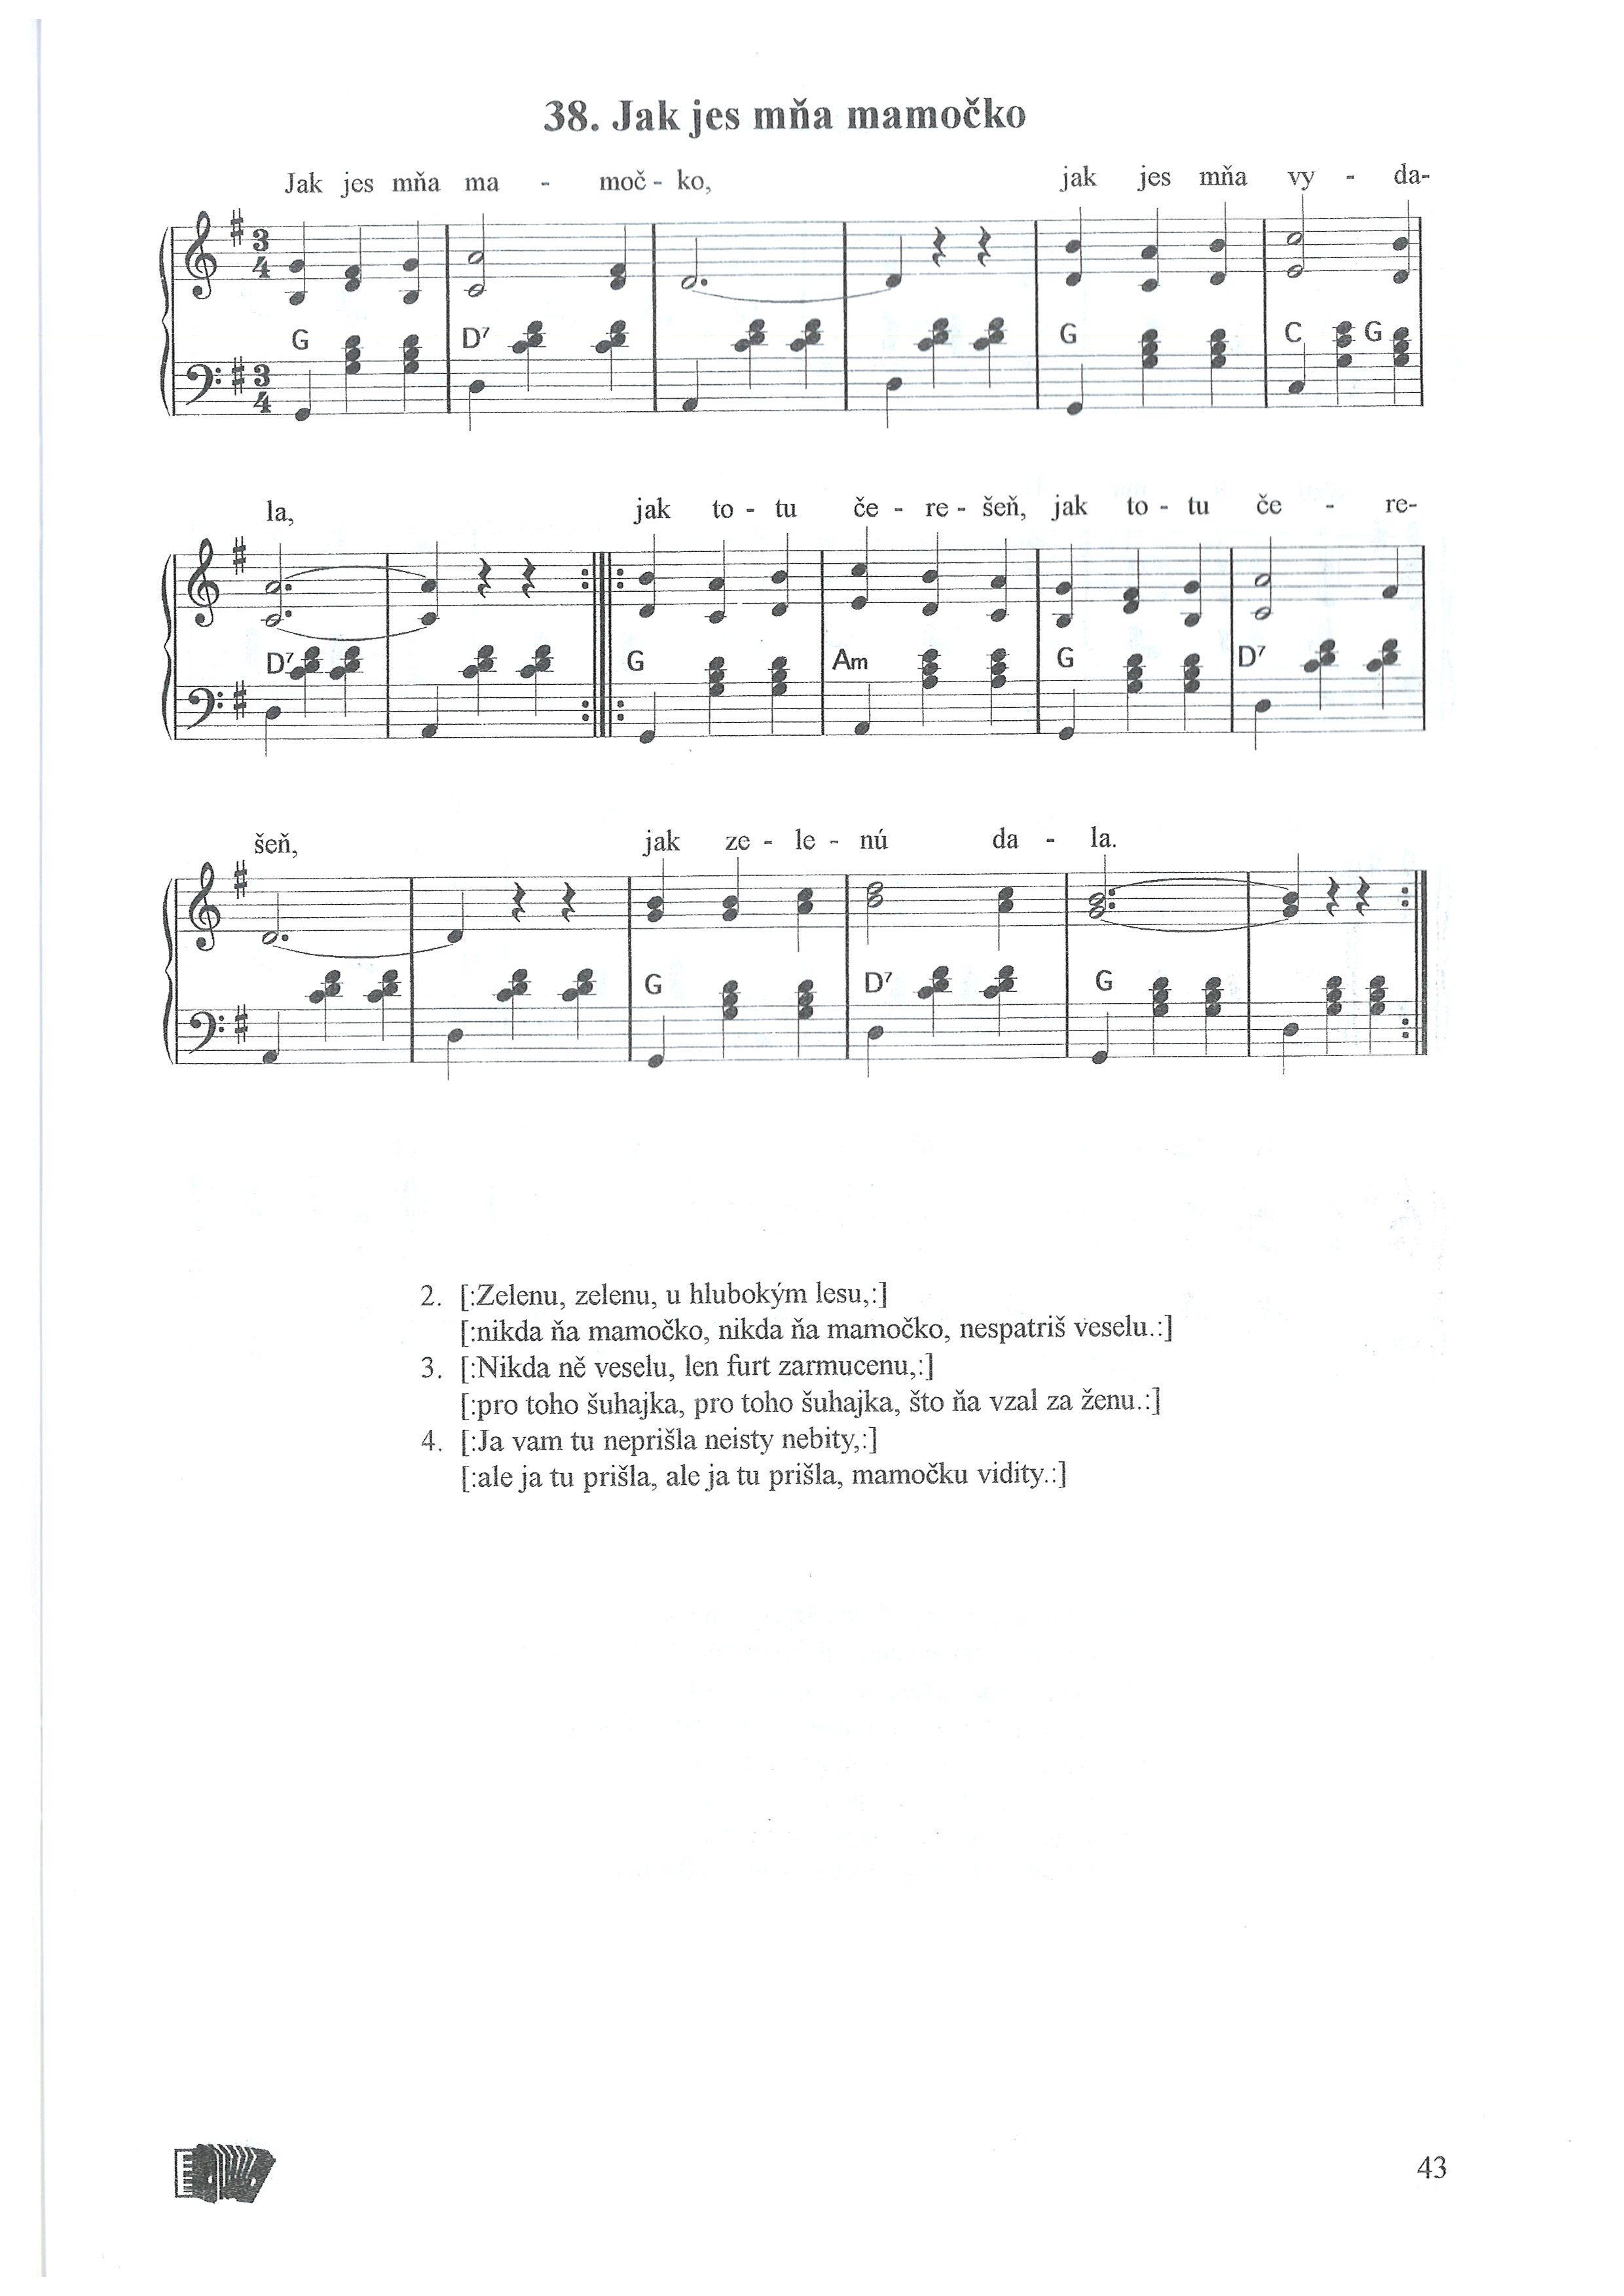 38. Jak jes mňa mamočko
Jak jes mňa ma - moč - ko, jak jes mňa vy - da-
3 4
G D7 G C G
3 4
la, jak to - tu če - re - šeň, jak to - tu če - re-
D7 G Am G D7
šeň, jak ze - le - nú da - la.
G D7 G
2. [:Zelenu, zelenu, u hlubokým lesu,:]
[:nikda ňa mamočko, nikda ňa mamočko, nespatriš veselu.:]
3. [:Nikda ně veselu, len furt zarmucenu,:]
[:pro toho šuhajka, pro toho šuhajka, što ňa vzal za ženu.:]
4. [:Ja vam tu neprišla neisty nebity,:]
[:ale ja tu prišla, ale ja tu prišla, mamočku vidity.:]
43